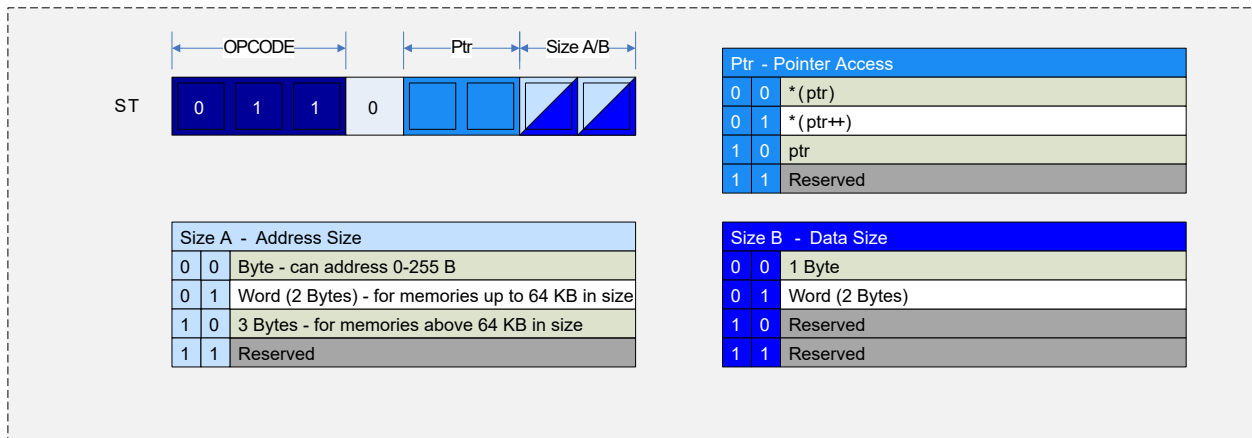 OPCODE Ptr Size A/B
ST 0 1 1 0
Ptr - Pointer Access
0 0 *(ptr)
0 1 *(ptr++)
1 0 ptr
1 1 Reserved
Size A - Address Size
0 0 Byte - can address 0-255 B
0 1 Word (2 Bytes) - for memories up to 64 KB in size
1 0 3 Bytes - for memories above 64 KB in size
1 1 Reserved
Size B - Data Size
0 0 1 Byte
0 1 Word (2 Bytes)
1 0 Reserved
1 1 Reserved